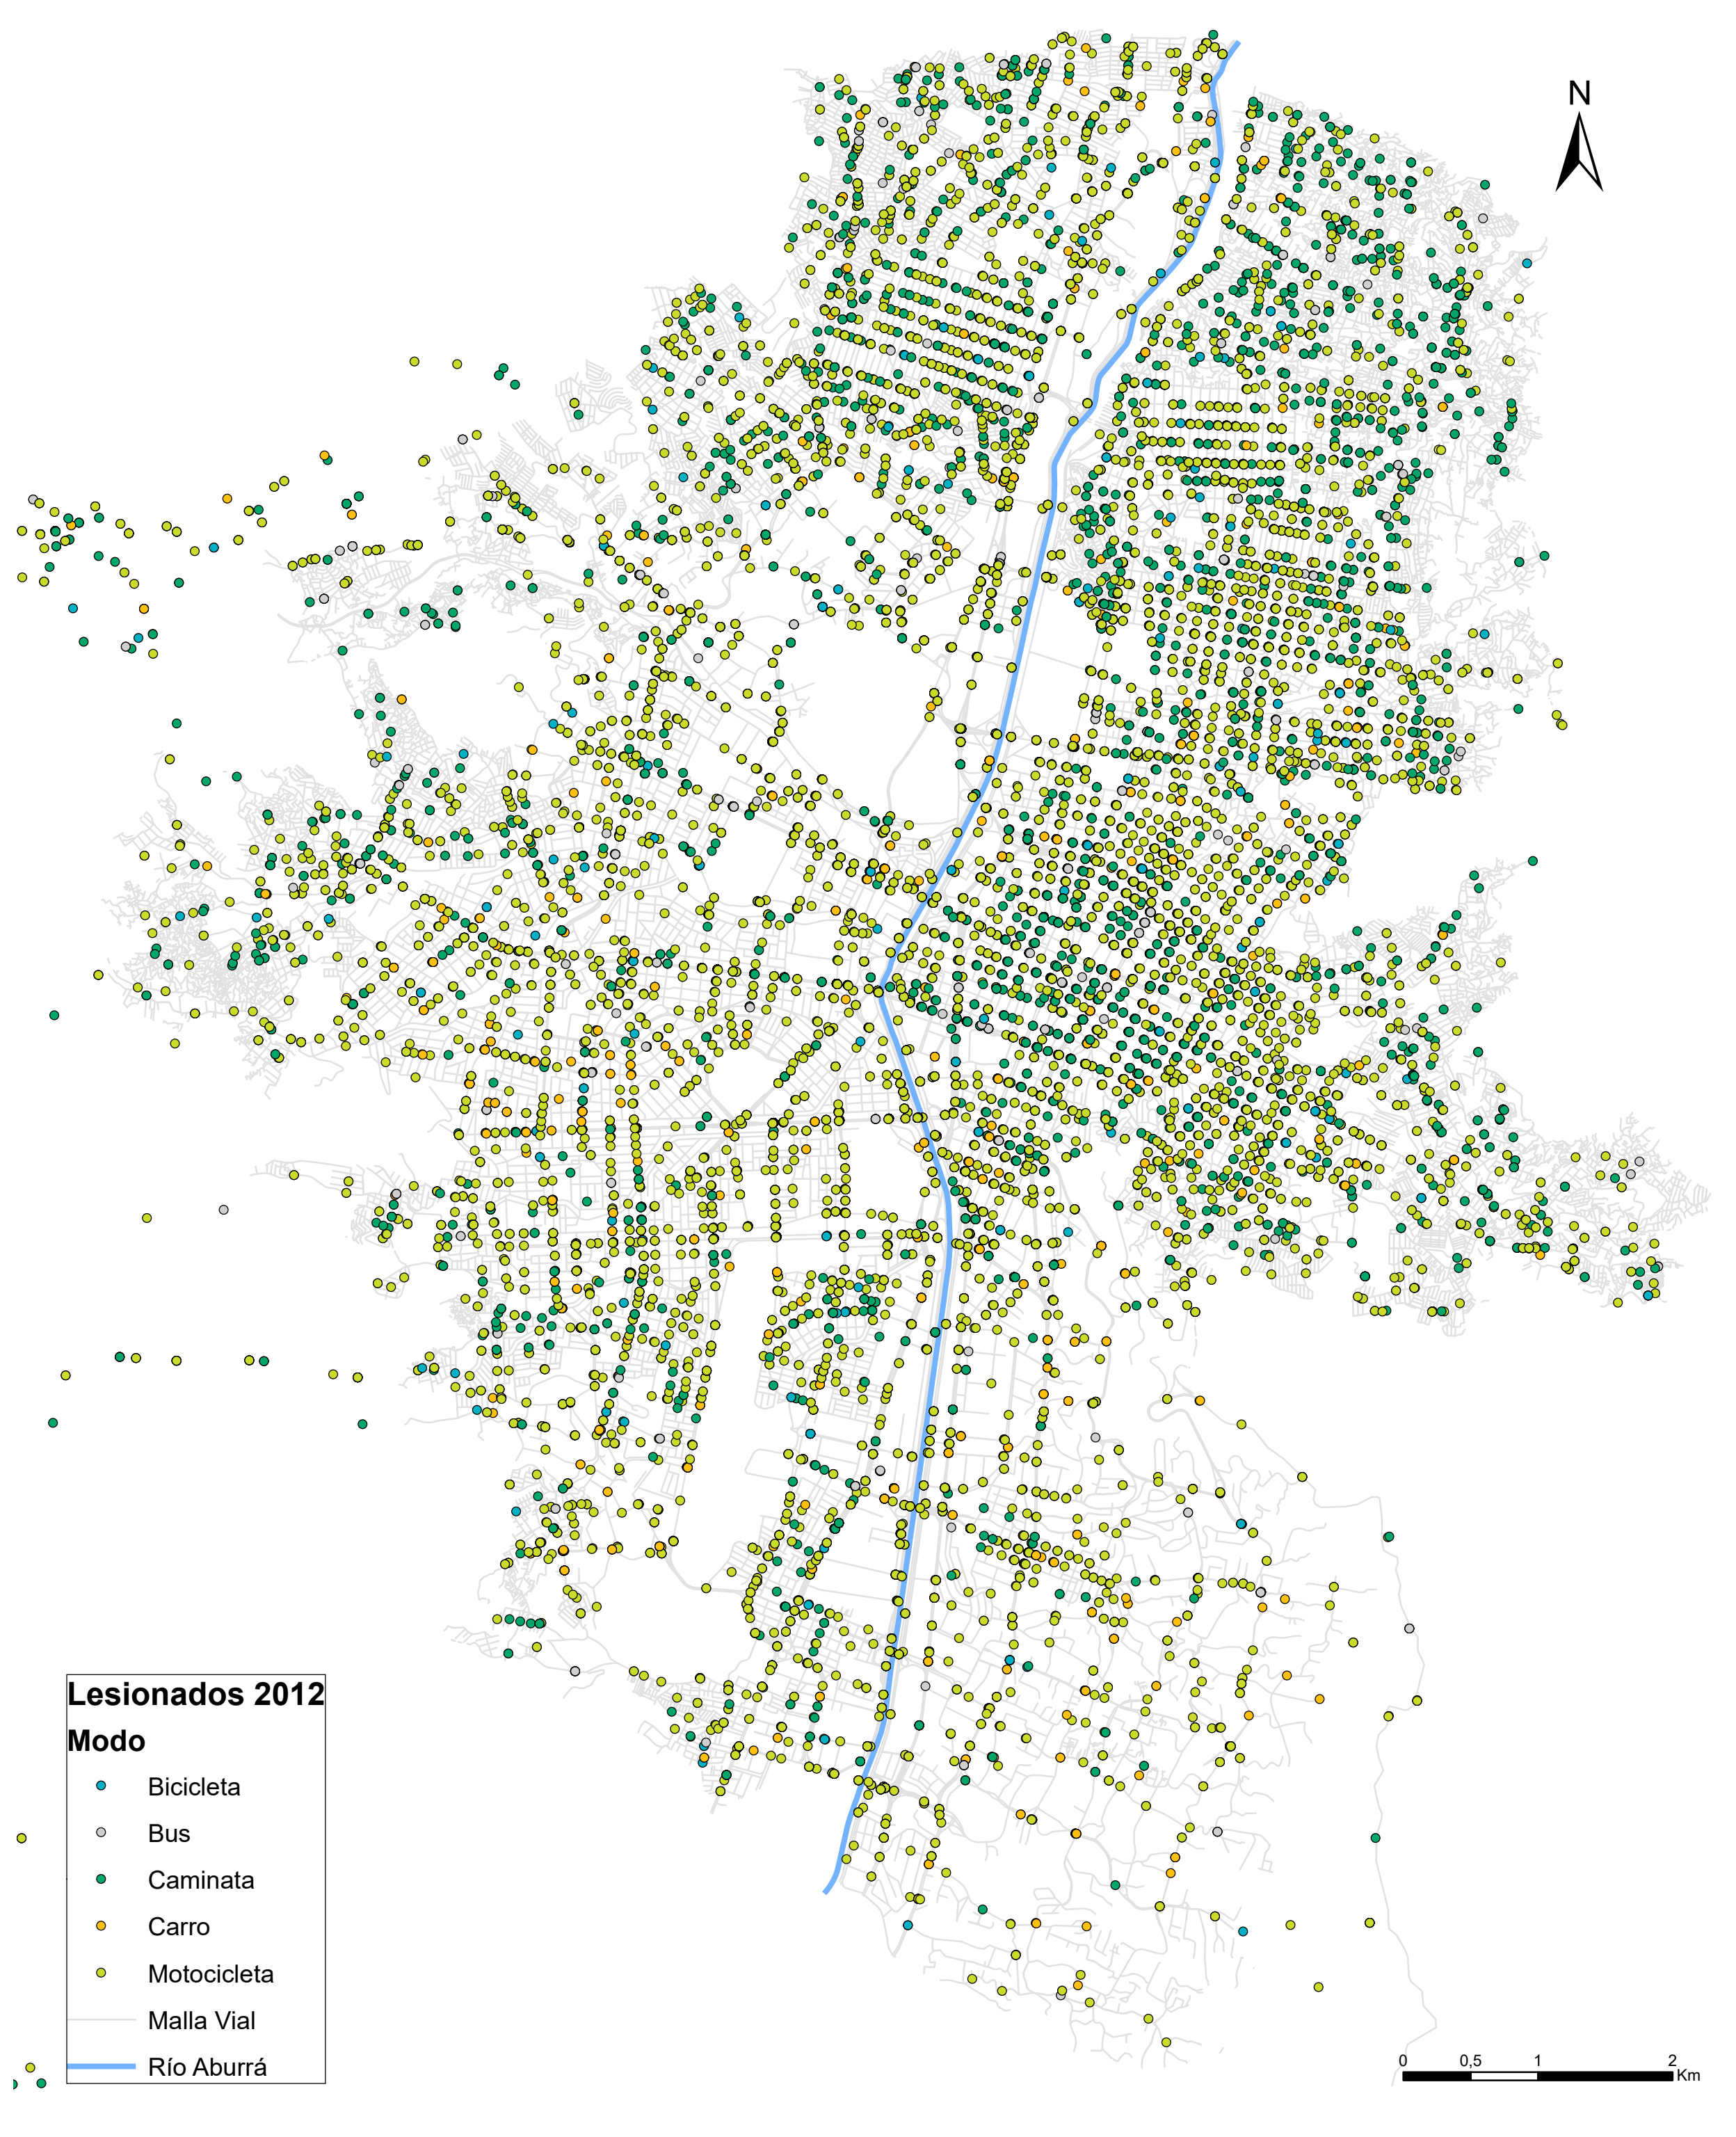 N
Lesionados 2012
Modo
Bicicleta
Bus
Caminata
Carro
Motocicleta
Malla Vial
Río Aburrá
0 0,5 1 2
Km